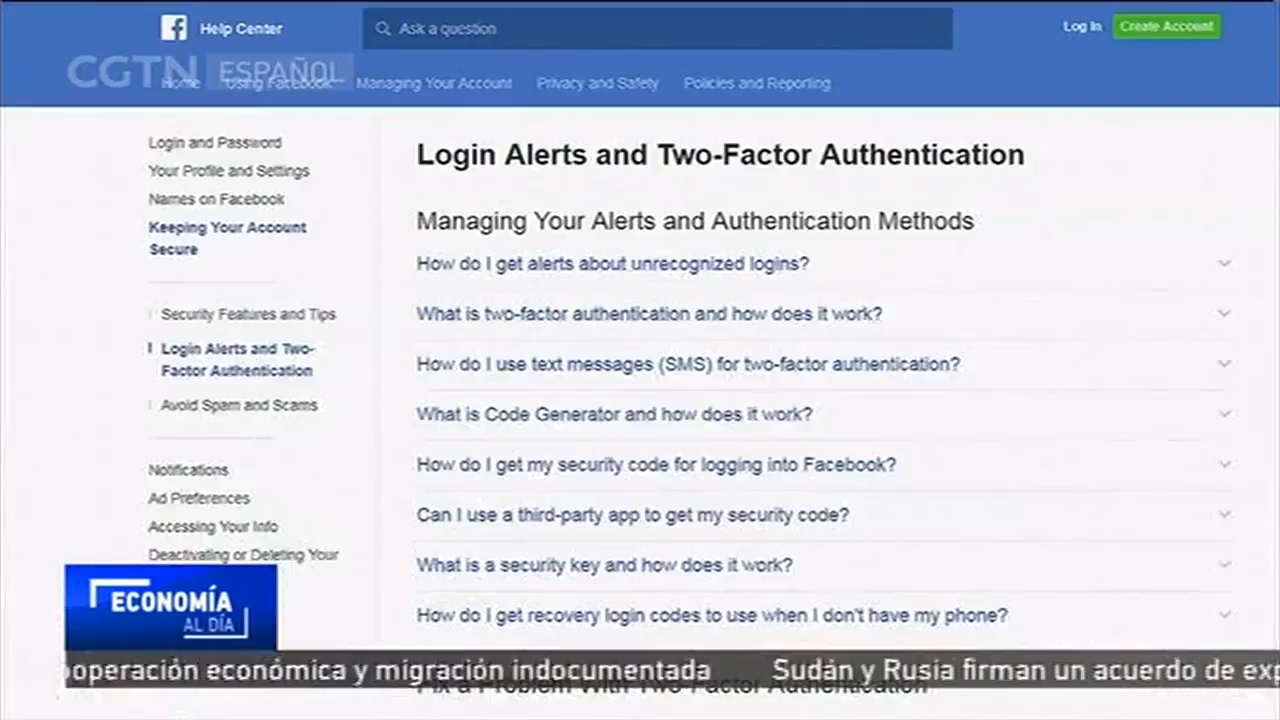 Help Center
Ask a question
Log In
Create Account
CGTN ESPAÑOL
Home
Using Facebook
Managing Your Account
Privacy and Safety
Policies and Reporting
Login and Password
Your Profile and Settings
Names on Facebook
Keeping Your Account
Secure
Security Features and Tips
Login Alerts and Two-
Factor Authentication
Avoid Spam and Scams
Notifications
Ad Preferences
Accessing Your Info
Deactivating or Deleting Your
Login Alerts and Two-Factor Authentication
Managing Your Alerts and Authentication Methods
How do I get alerts about unrecognized logins?
What is two-factor authentication and how does it work?
How do I use text messages (SMS) for two-factor authentication?
What is Code Generator and how does it work?
How do I get my security code for logging into Facebook?
Can I use a third-party app to get my security code?
What is a security key and how does it work?
How do I get recovery login codes to use when I don't have my phone?
Fix a Problem With Two-Factor Authentication
ECONOMÍA
AL DÍA
ooperación económica y migración indocumentada Sudán y Rusia firman un acuerdo de exp